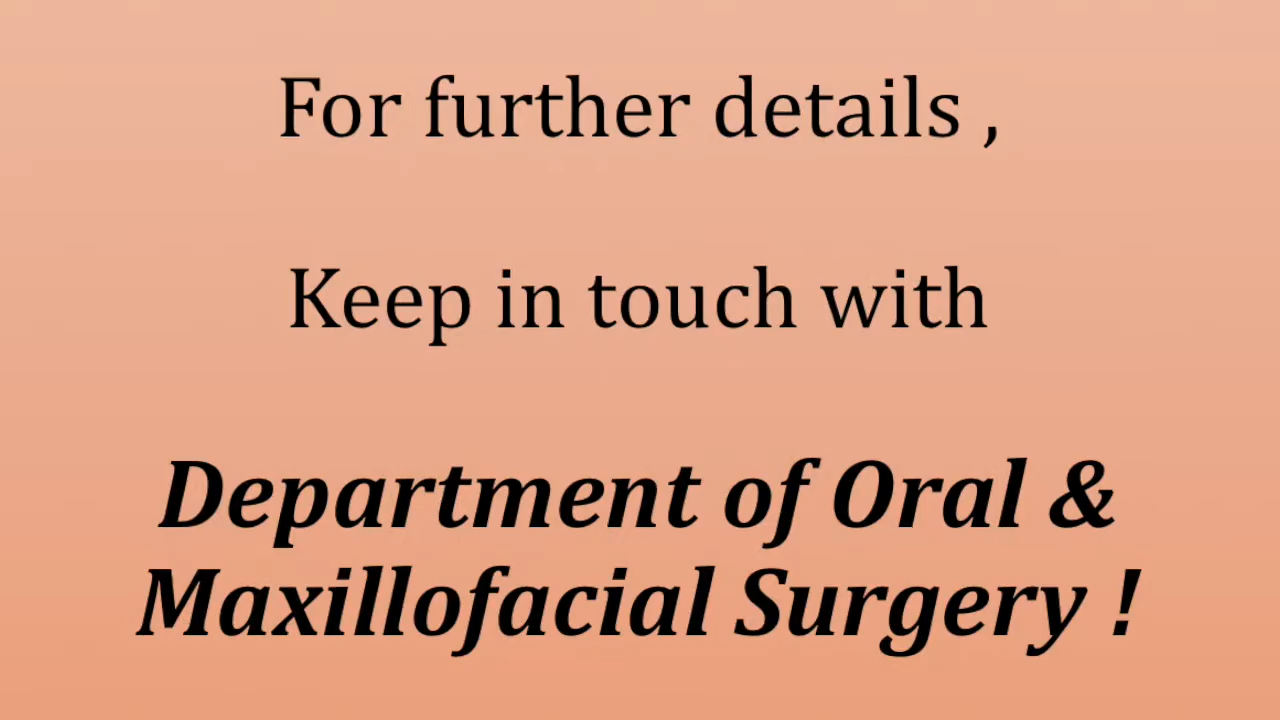 For further details ,
Keep in touch with
Department of Oral &
Maxillofacial Surgery !